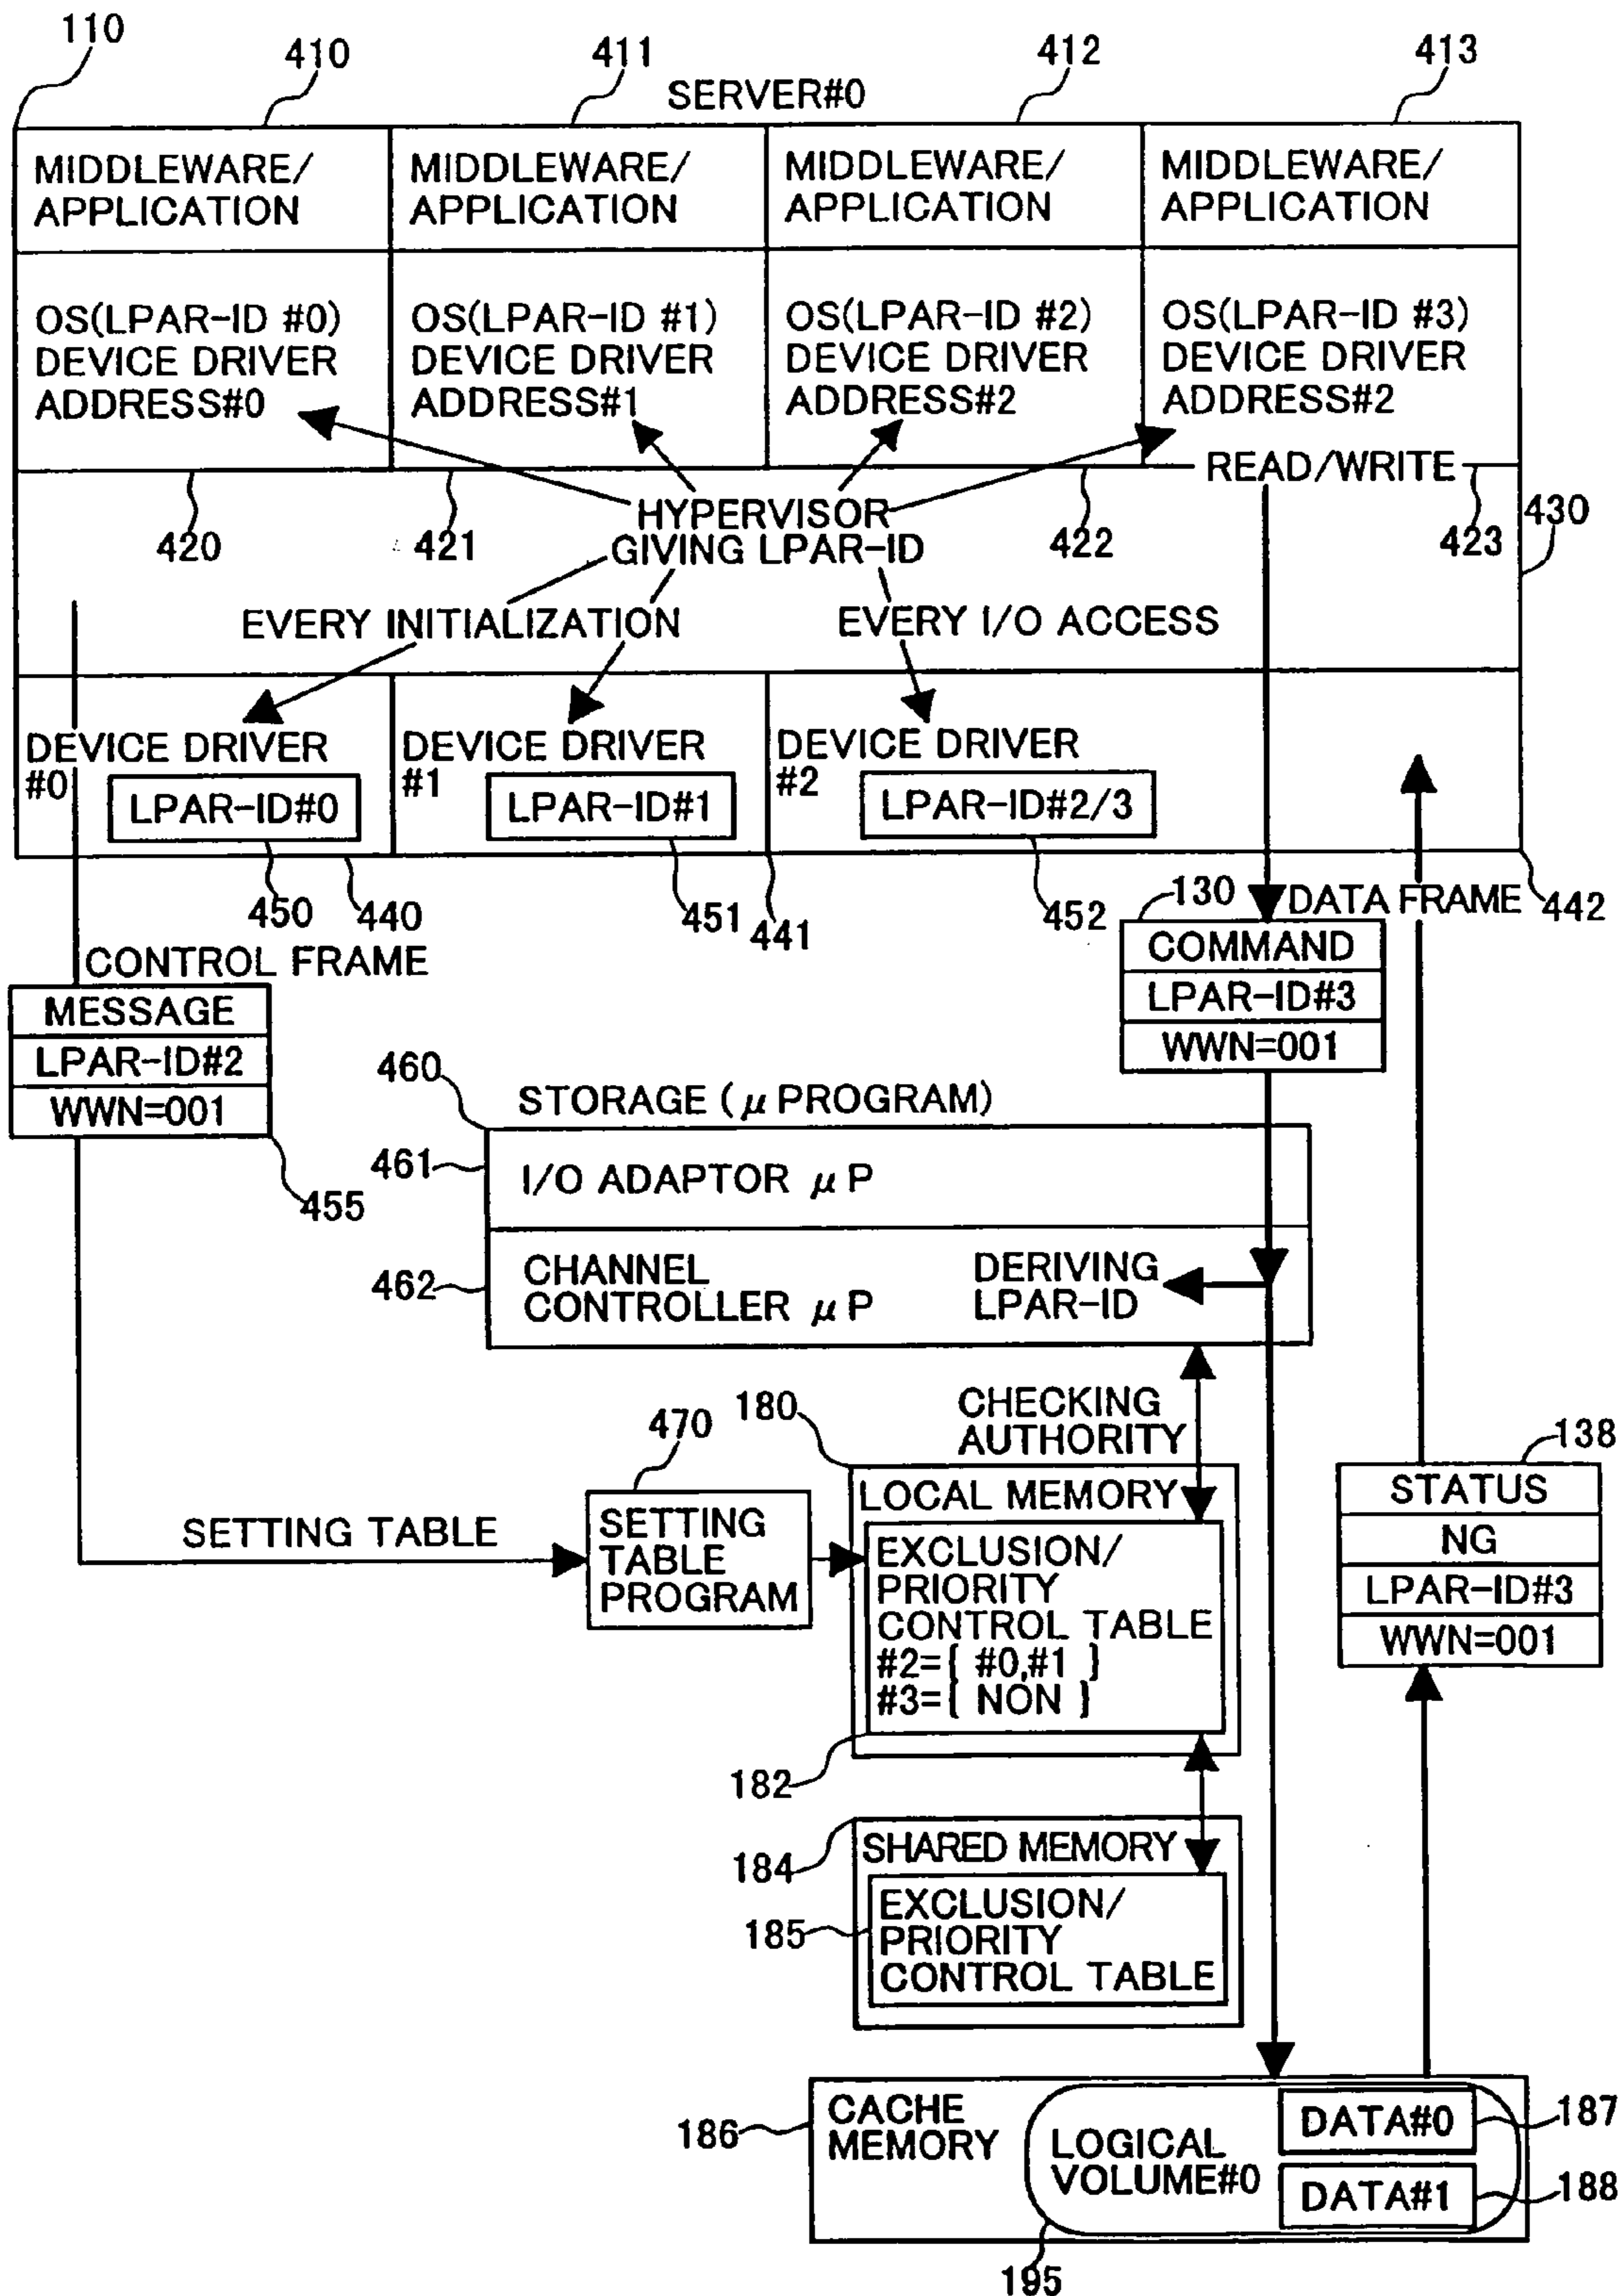 110
410
411
412
413
SERVER#0
MIDDLEWARE/
APPLICATION
MIDDLEWARE/
APPLICATION
MIDDLEWARE/
APPLICATION
MIDDLEWARE/
APPLICATION
OS(LPAR-ID #0)
DEVICE DRIVER
ADDRESS#0
OS(LPAR-ID #1)
DEVICE DRIVER
ADDRESS#1
OS(LPAR-ID #2)
DEVICE DRIVER
ADDRESS#2
OS(LPAR-ID #3)
DEVICE DRIVER
ADDRESS#2
READ/WRITE
420
421
HYPERVISOR
GIVING LPAR-ID
422
423
430
EVERY INITIALIZATION
EVERY I/O ACCESS
DEVICE DRIVER
#0
LPAR-ID#0
DEVICE DRIVER
#1
LPAR-ID#1
DEVICE DRIVER
#2
LPAR-ID#2/3
450
440
451
441
452
130
DATA FRAME
442
CONTROL FRAME
MESSAGE
LPAR-ID#2
WWN=001
455
COMMAND
LPAR-ID#3
WWN=001
460
STORAGE (μ PROGRAM)
461
I/O ADAPTOR μ P
462
CHANNEL
CONTROLLER μ P
DERIVING
LPAR-ID
CHECKING
AUTHORITY
470
180
138
SETTING TABLE
SETTING
TABLE
PROGRAM
LOCAL MEMORY
EXCLUSION/
PRIORITY
CONTROL TABLE
#2={ #0,#1 }
#3={ NON }
STATUS
NG
LPAR-ID#3
WWN=001
182
184
SHARED MEMORY
185
EXCLUSION/
PRIORITY
CONTROL TABLE
186
CACHE
MEMORY
LOGICAL
VOLUME#0
DATA#0
187
DATA#1
188
195